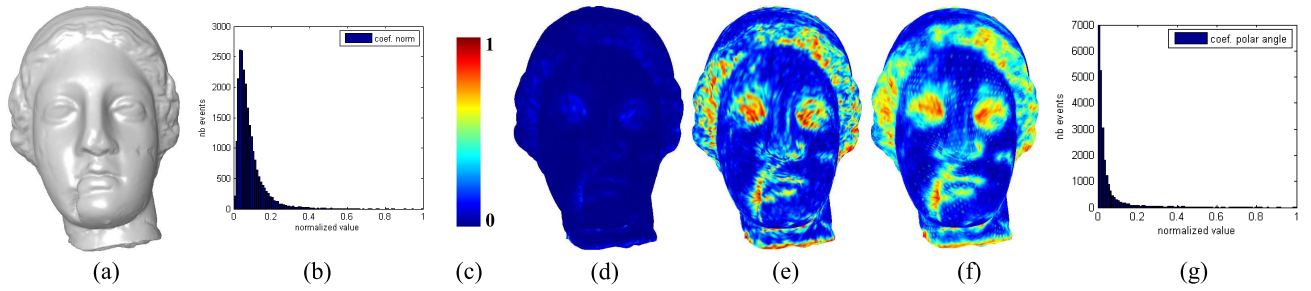 3000
2500
2000
1500
1000
500
0
nb events
coef. norm
0 0.2 0.4 0.6 0.8 1
normalized value
1
0
7000
6000
5000
4000
3000
2000
1000
0
nb events
coef. polar angle
0 0.2 0.4 0.6 0.8 1
normalized value
(a) (b) (c) (d) (e) (f) (g)